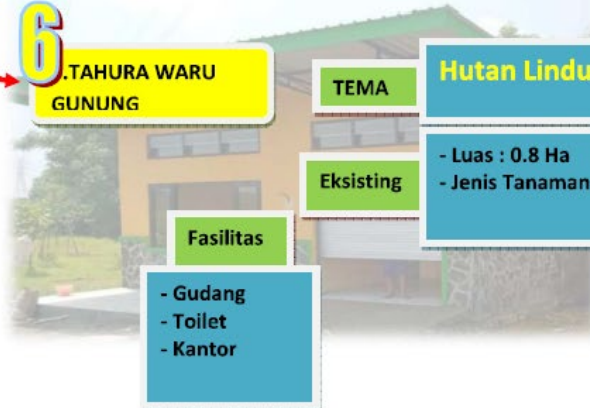 6
.TAHURA WARU
GUNUNG
TEMA
Hutan Lindu
Eksisting
- Luas : 0.8 Ha
- Jenis Tanaman
Fasilitas
- Gudang
- Toilet
- Kantor